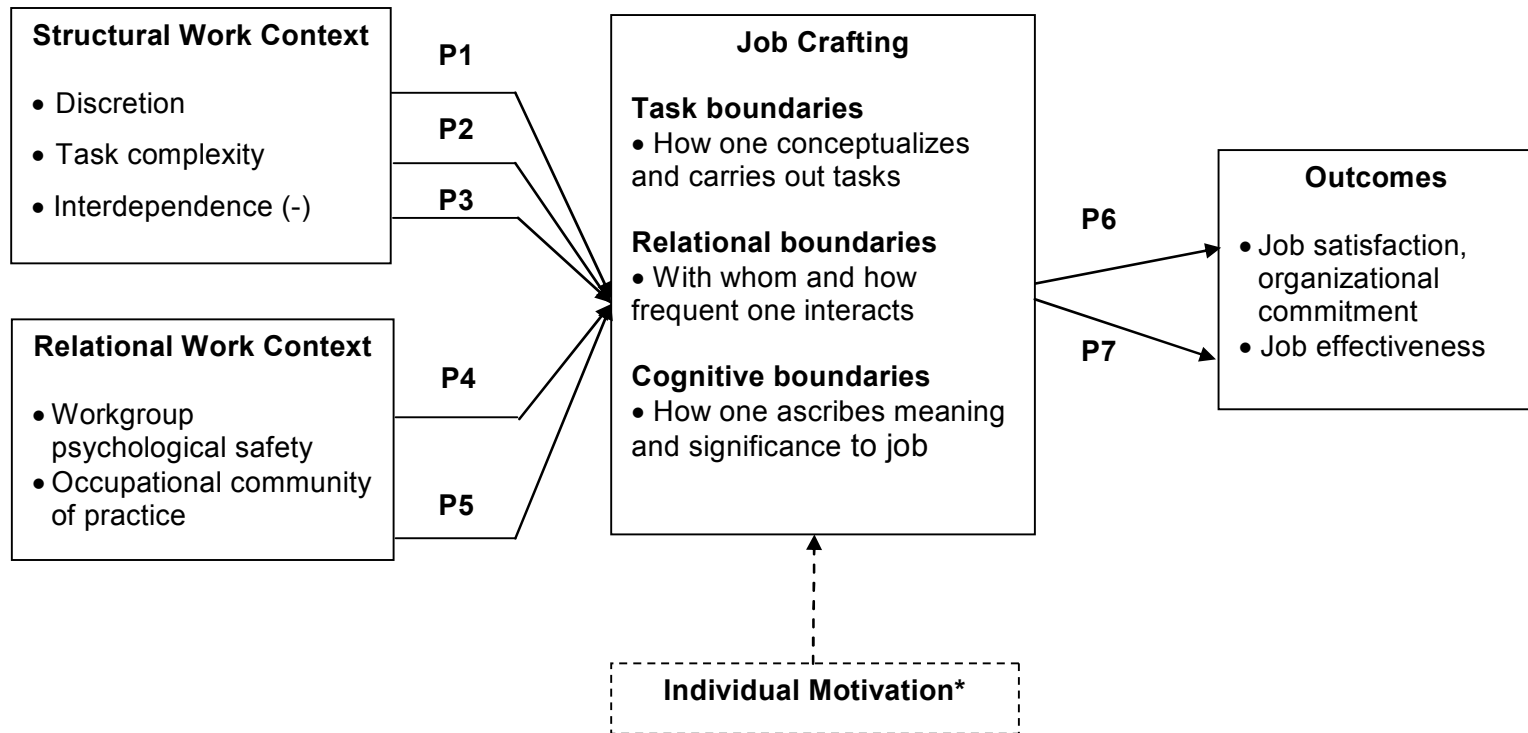 Structural Work Context
• Discretion
• Task complexity
• Interdependence (-)
P1
P2
P3
Relational Work Context
• Workgroup
psychological safety
• Occupational community
of practice
P4
P5
Job Crafting
Task boundaries
• How one conceptualizes
and carries out tasks
Relational boundaries
• With whom and how
frequent one interacts
Cognitive boundaries
• How one ascribes meaning
and significance to job
P6
P7
Outcomes
• Job satisfaction,
organizational
commitment
• Job effectiveness
Individual Motivation*